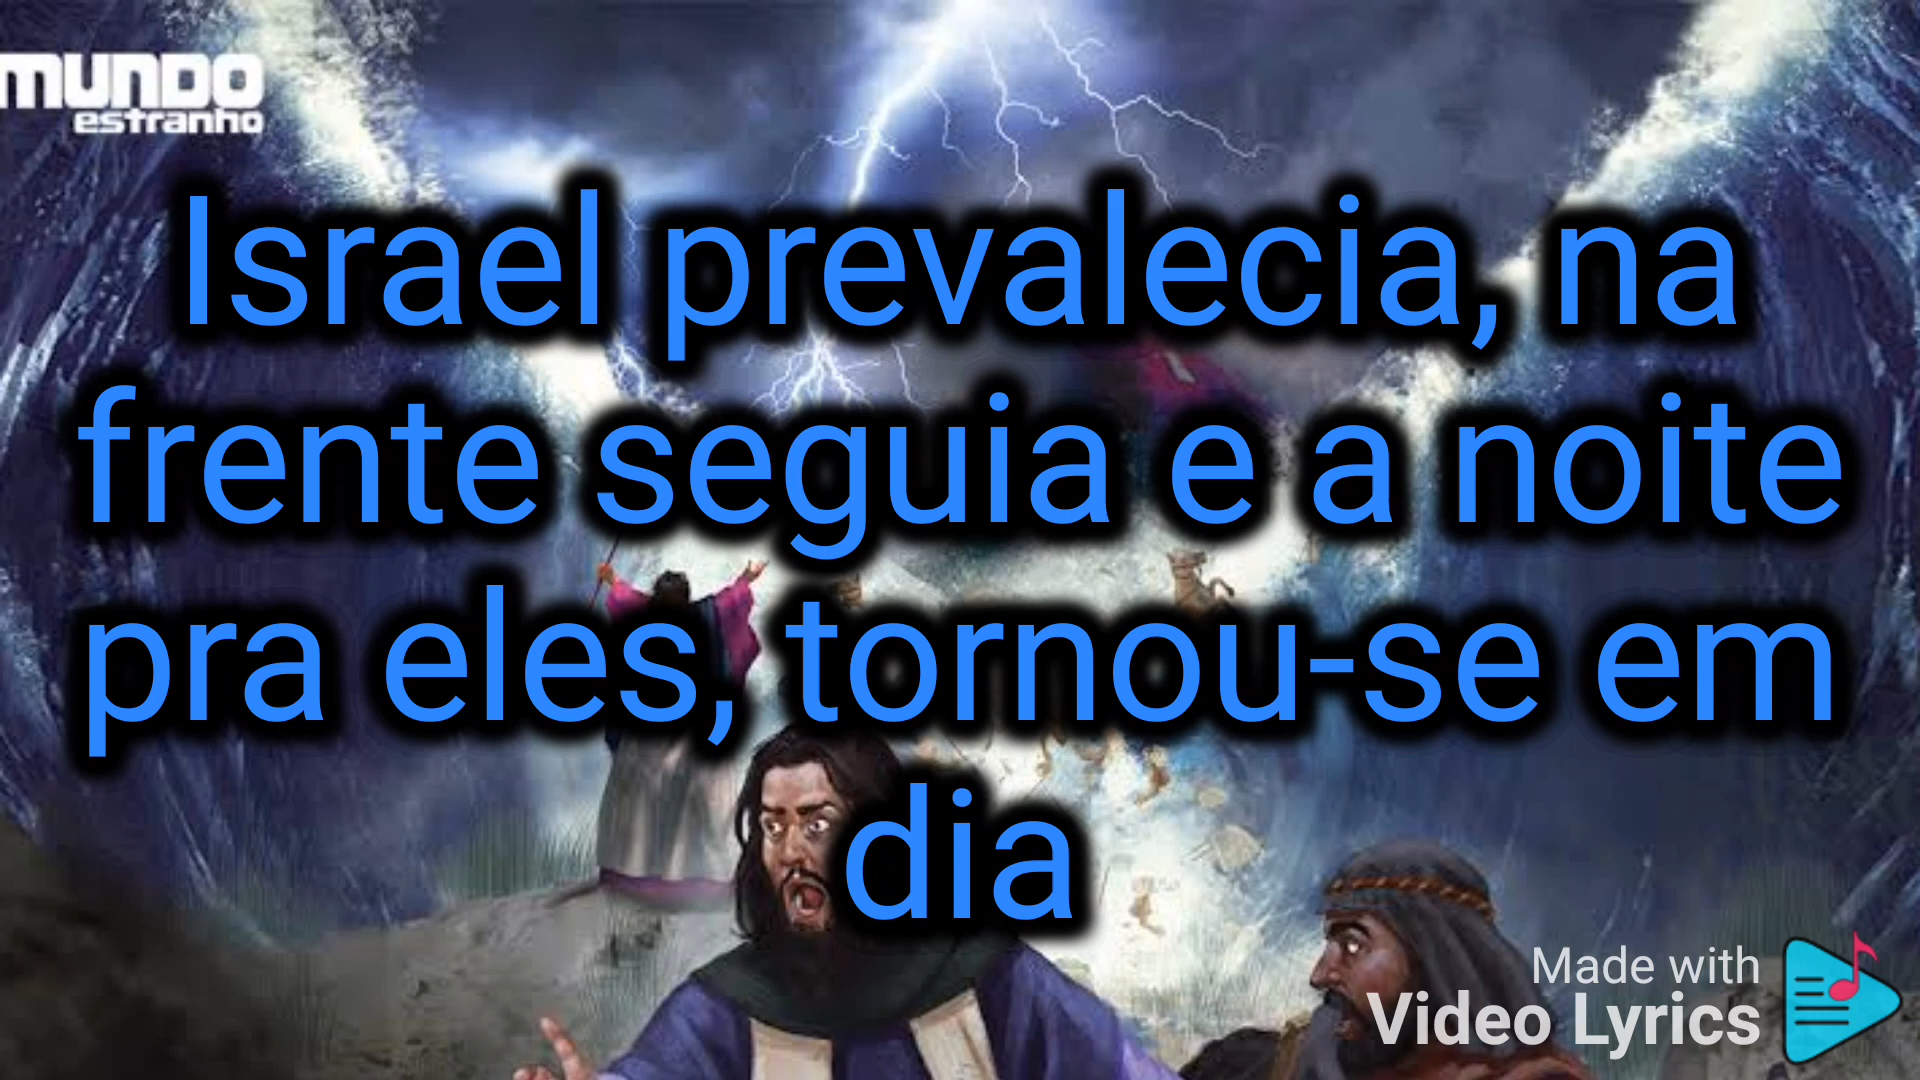 mundo
estranho
Israel prevalecia, na
frente seguia e a noite
pra eles, tornou-se em
dia
Made with
Video Lyrics